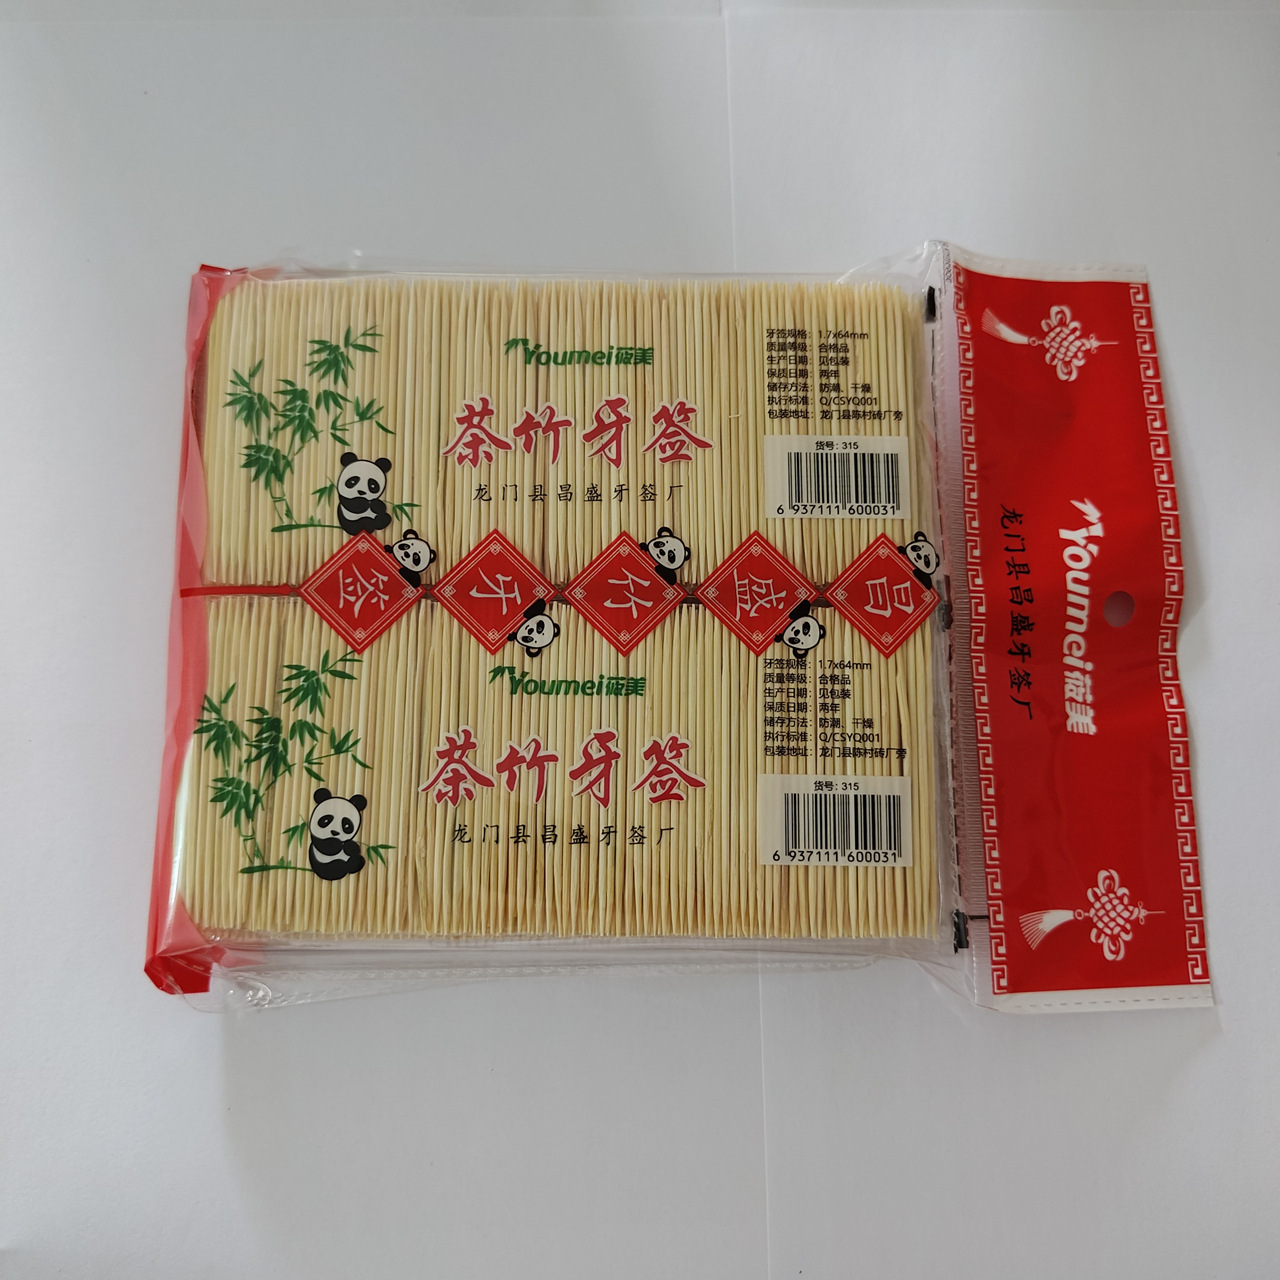 Youmei莜美
茶竹牙签
龙门县昌盛牙签厂
牙签规格：1.7x64mm
质量等级：合格品
生产日期：见包装
保质日期：两年
储存方法：防潮、干燥
执行标准：Q/CSYQ001
包装地址：龙门县陈村砖厂旁
货号：315
6 937111 600031
昌盛竹牙签
Youmei莜美
茶竹牙签
龙门县昌盛牙签厂
牙签规格：1.7x64mm
质量等级：合格品
生产日期：见包装
保质日期：两年
储存方法：防潮、干燥
执行标准：Q/CSYQ001
包装地址：龙门县陈村砖厂旁
货号：315
6 937111 600031
Youmei莜美
龙门县昌盛牙签厂